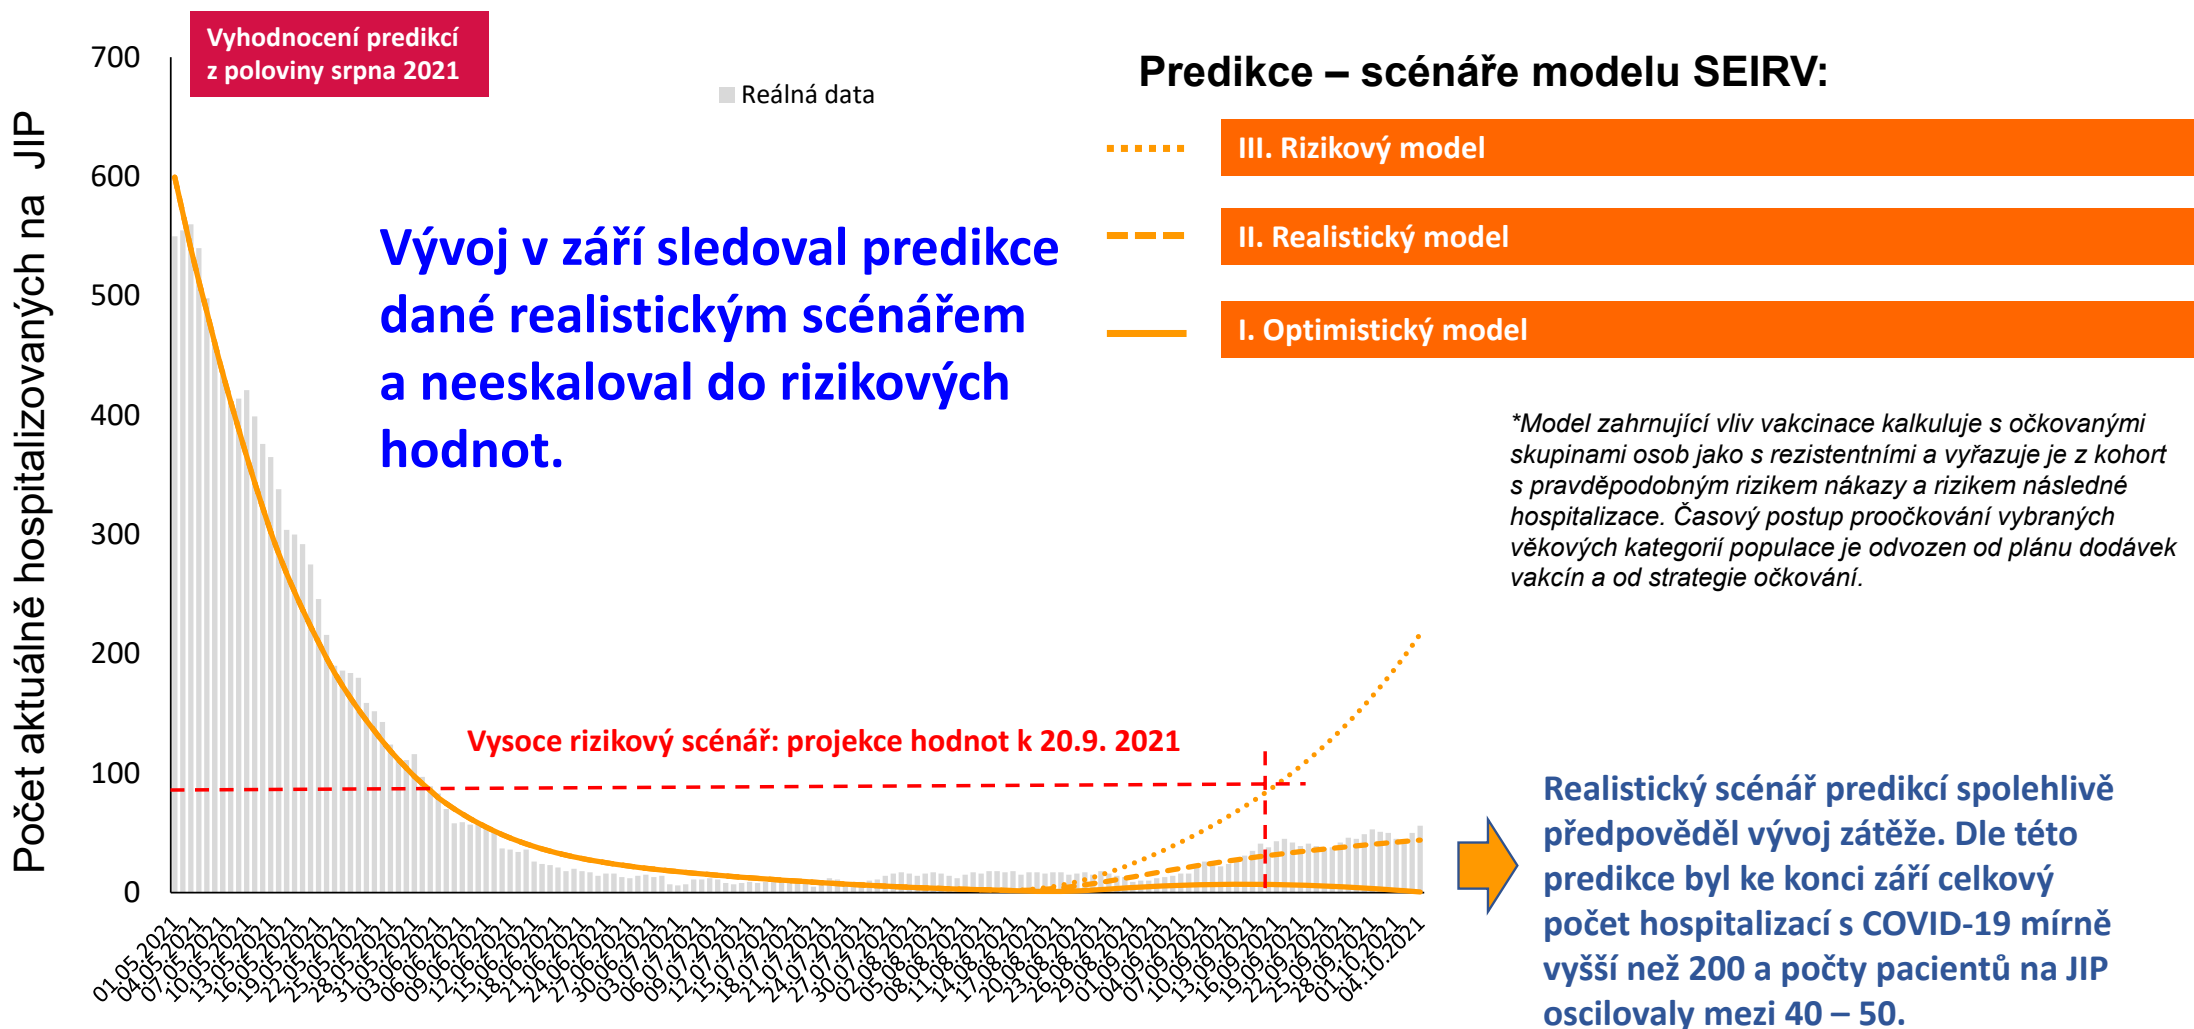 Vyhodnocení predikcí
z poloviny srpna 2021
Reálná data
Počet aktuálně hospitalizovaných na JIP
700
600
500
400
300
200
100
0
Vývoj v září sledoval predikce
dané realistickým scénářem
a neeskaloval do rizikových
hodnot.
Vysoce rizikový scénář: projekce hodnot k 20.9. 2021
01.05.2021
04.05.2021
07.05.2021
10.05.2021
13.05.2021
16.05.2021
19.05.2021
22.05.2021
25.05.2021
28.05.2021
31.05.2021
03.06.2021
06.06.2021
09.06.2021
12.06.2021
15.06.2021
18.06.2021
21.06.2021
24.06.2021
27.06.2021
30.06.2021
03.07.2021
06.07.2021
09.07.2021
12.07.2021
15.07.2021
18.07.2021
21.07.2021
24.07.2021
27.07.2021
30.07.2021
02.08.2021
05.08.2021
08.08.2021
11.08.2021
14.08.2021
17.08.2021
20.08.2021
23.08.2021
26.08.2021
29.08.2021
01.09.2021
04.09.2021
07.09.2021
10.09.2021
13.09.2021
16.09.2021
19.09.2021
22.09.2021
25.09.2021
28.09.2021
01.10.2021
04.10.2021
Predikce – scénáře modelu SEIRV:
III. Rizikový model
II. Realistický model
I. Optimistický model
*Model zahrnující vliv vakcinace kalkuluje s očkovanými
skupinami osob jako s rezistentními a vyřazuje je z kohort
s pravděpodobným rizikem nákazy a rizikem následné
hospitalizace. Časový postup proočkování vybraných
věkových kategorií populace je odvozen od plánu dodávek
vakcín a od strategie očkování.
Realistický scénář predikcí spolehlivě
předpověděl vývoj zátěže. Dle této
predikce byl ke konci září celkový
počet hospitalizací s COVID-19 mírně
vyšší než 200 a počty pacientů na JIP
oscilovaly mezi 40 – 50.